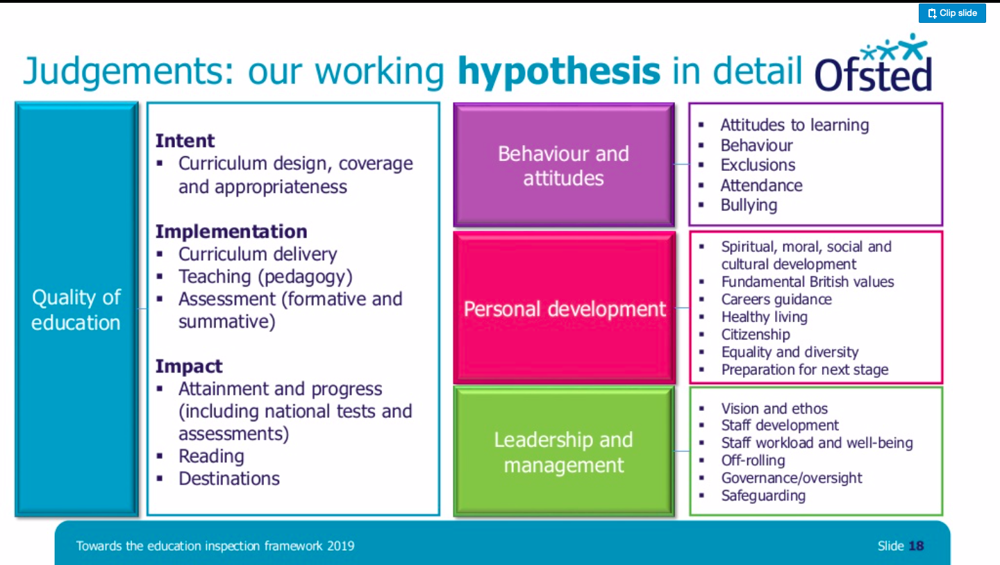 Clip slide
Judgements: our working hypothesis in detail
Ofsted
Quality of
education
Intent
▪ Curriculum design, coverage
and appropriateness
Implementation
▪ Curriculum delivery
▪ Teaching (pedagogy)
▪ Assessment (formative and
summative)
Impact
▪ Attainment and progress
(including national tests and
assessments)
▪ Reading
▪ Destinations
Behaviour and
attitudes
▪ Attitudes to learning
▪ Behaviour
▪ Exclusions
▪ Attendance
▪ Bullying
Personal development
▪ Spiritual, moral, social and
cultural development
▪ Fundamental British values
▪ Careers guidance
▪ Healthy living
▪ Citizenship
▪ Equality and diversity
▪ Preparation for next stage
Leadership and
management
▪ Vision and ethos
▪ Staff development
▪ Staff workload and well-being
▪ Off-rolling
▪ Governance/oversight
▪ Safeguarding
Towards the education inspection framework 2019
Slide 18